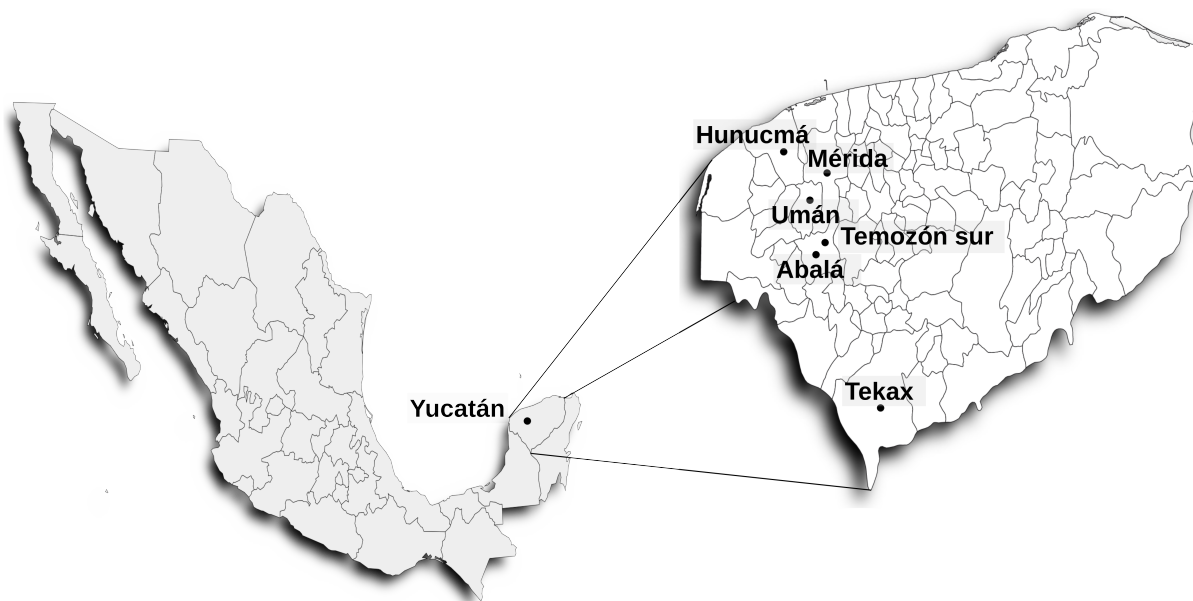 Hunucmá
Mérida
Umán
Temozón sur
Abalá
Tekax
Yucatán